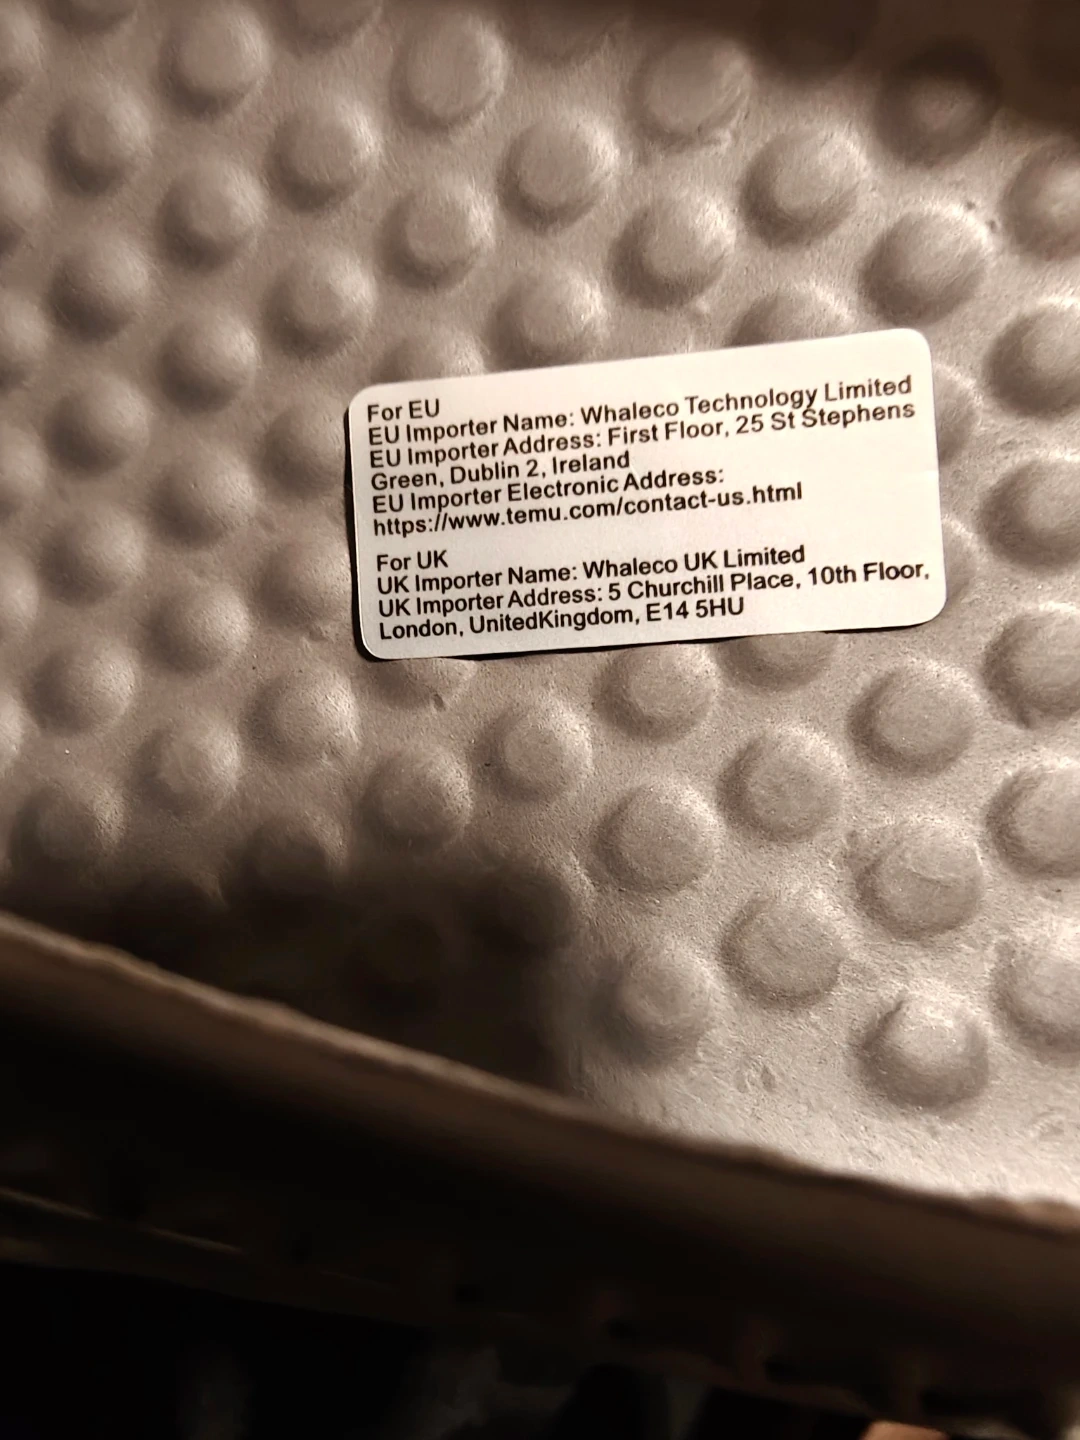 For EU
EU Importer Name: Whaleco Technology Limited
EU Importer Address: First Floor, 25 St Stephens
Green, Dublin 2, Ireland
EU Importer Electronic Address:
https://www.temu.com/contact-us.html
For UK
UK Importer Name: Whaleco UK Limited
UK Importer Address: 5 Churchill Place, 10th Floor,
London, UnitedKingdom, E14 5HU